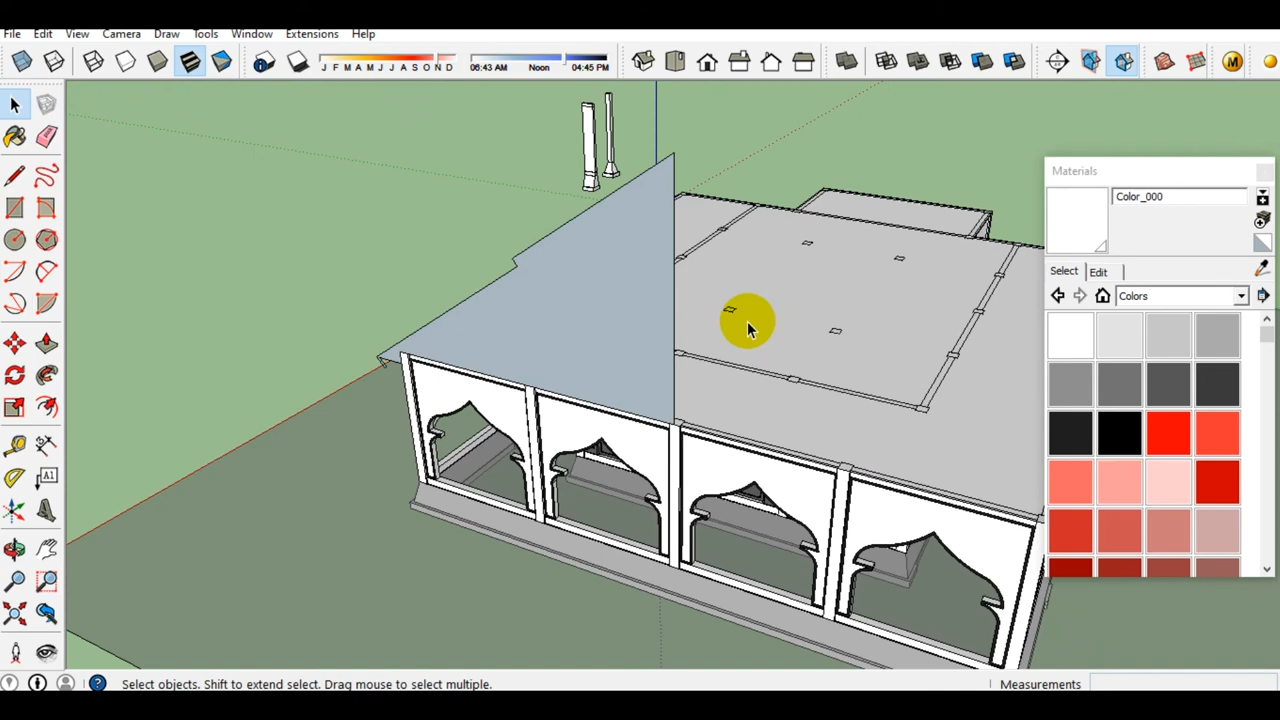 File Edit View Camera Draw Tools Window Extensions Help
J F M A M J J A S O N D 06:43 AM Noon 04:45 PM
M
Materials
Color_000
Select Edit
Colors
A1
Select objects. Shift to extend select. Drag mouse to select multiple. Measurements